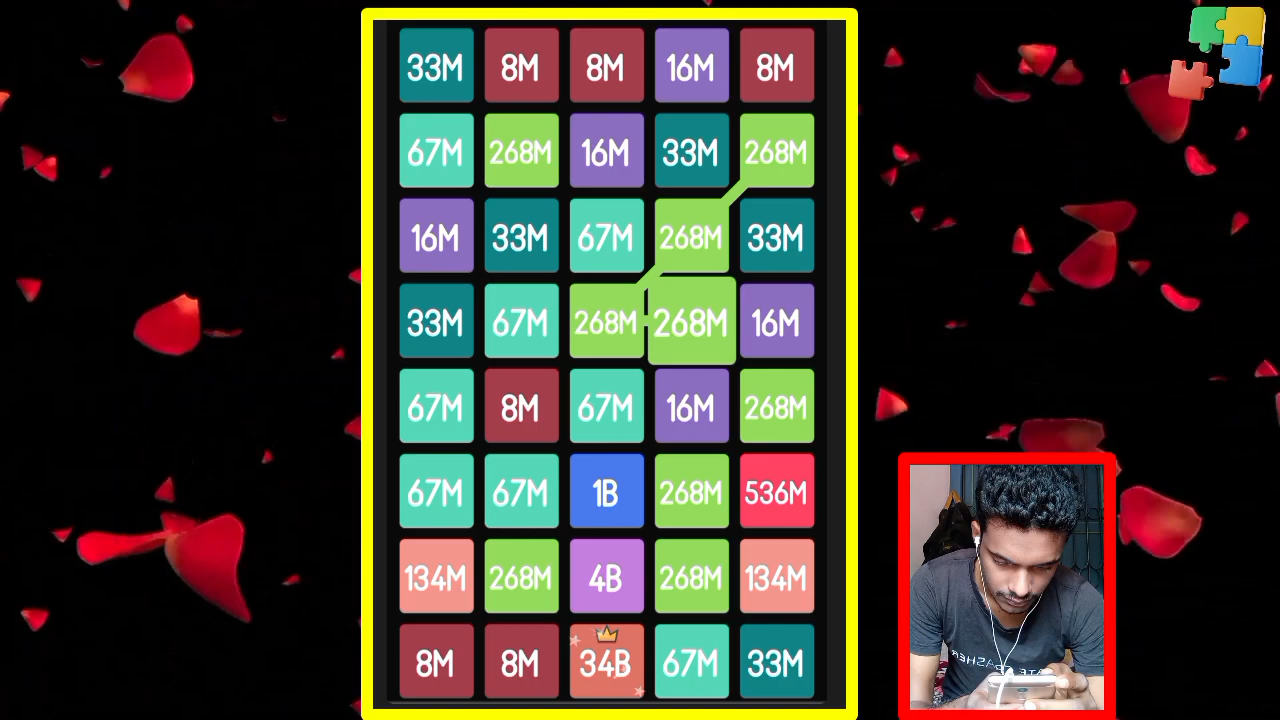 33M 8M 8M 16M 8M
67M 268M 16M 33M 268M
16M 33M 67M 268M 33M
33M 67M 268M 268M 16M
67M 8M 67M 16M 268M
67M 67M 1B 268M 536M
134M 268M 4B 268M 134M
8M 8M 34B 67M 33M